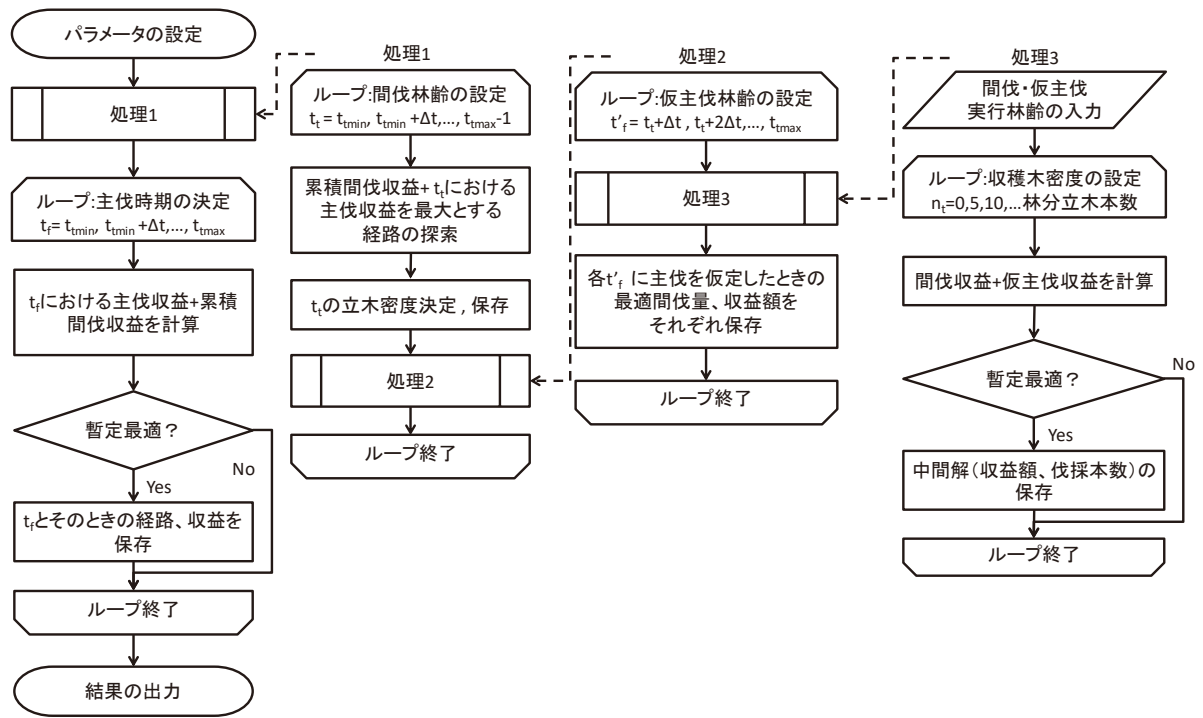 パラメータの設定
処理1
ループ:主伐時期の決定
tf= ttmin, ttmin +Δt,..., ttmax
tfにおける主伐収益+累積
間伐収益を計算
暫定最適？
No
Yes
tfとそのときの経路、収益を
保存
ループ終了
結果の出力
処理1
ループ:間伐林齢の設定
tt = ttmin, ttmin +Δt,..., ttmax-1
累積間伐収益+ ttにおける
主伐収益を最大とする
経路の探索
ttの立木密度決定 , 保存
処理2
ループ終了
処理2
ループ:仮主伐林齢の設定
t’f = tt+Δt , tt+2Δt,..., ttmax
処理3
各t’f に主伐を仮定したときの
最適間伐量、収益額を
それぞれ保存
ループ終了
処理3
間伐・仮主伐
実行林齢の入力
ループ:収穫木密度の設定
nt=0,5,10,...林分立木本数
間伐収益+仮主伐収益を計算
暫定最適？
No
Yes
中間解（収益額、伐採本数）の
保存
ループ終了